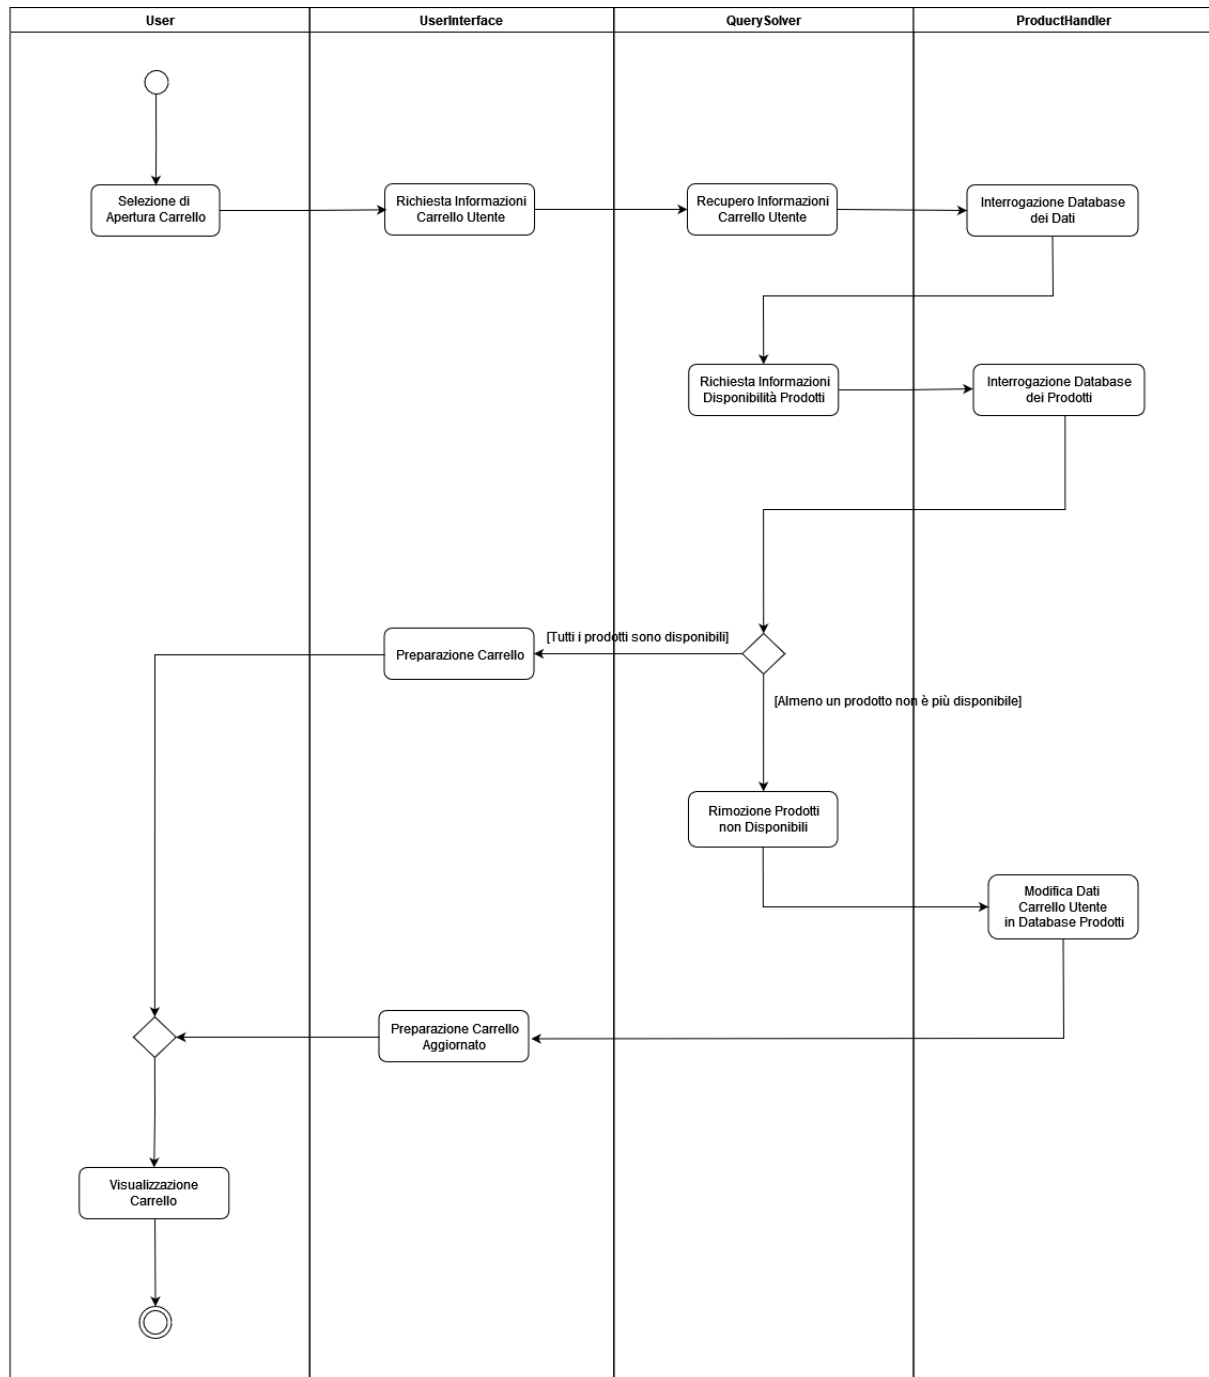 User
UserInterface
QuerySolver
ProductHandler
Selezione di
Apertura Carrello
Richiesta Informazioni
Carrello Utente
Recupero Informazioni
Carrello Utente
Interrogazione Database
dei Dati
Richiesta Informazioni
Disponibilità Prodotti
Interrogazione Database
dei Prodotti
[Tutti i prodotti sono disponibili]
Preparazione Carrello
[Almeno un prodotto non è più disponibile]
Rimozione Prodotti
non Disponibili
Modifica Dati
Carrello Utente
in Database Prodotti
Preparazione Carrello
Aggiornato
Visualizzazione
Carrello